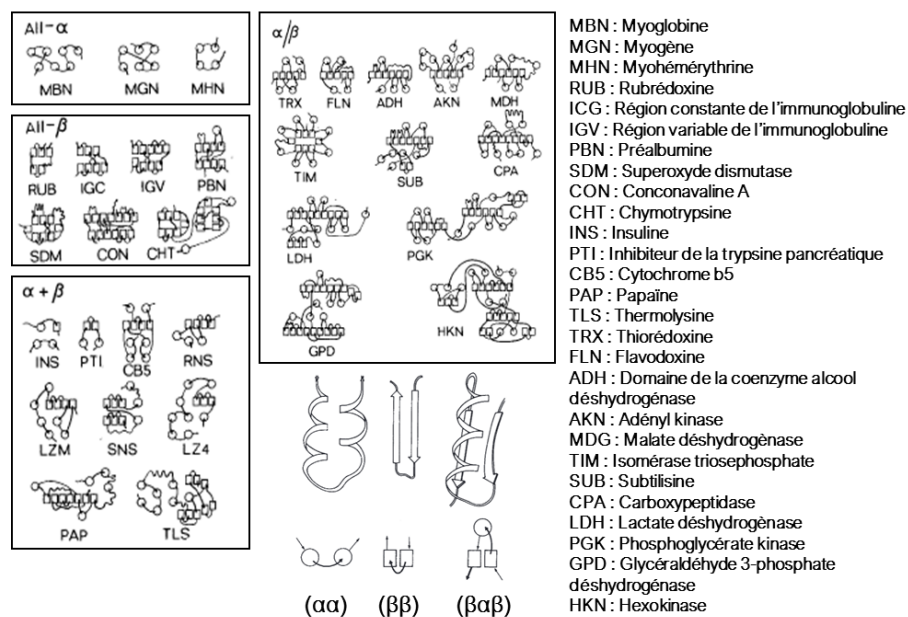 All-α
MBN
MGN
MHN
All-β
RUB
IGC
IGV
PBN
SDM
CON
CHT
α + β
INS
PTI
CB5
RNS
LZM
SNS
LZ4
PAP
TLS
α/β
TRX
FLN
ADH
AKN
MDH
TIM
SUB
CPA
LDH
PGK
GPD
HKN
(αα)
(ββ)
(βαβ)
MBN : Myoglobine
MGN : Myogène
MHN : Myohémérythrine
RUB : Rubrédoxine
ICG : Région constante de l'immunoglobuline
IGV : Région variable de l'immunoglobuline
PBN : Préalbumine
SDM : Superoxyde dismutase
CON : Conconavaline A
CHT : Chymotrypsine
INS : Insuline
PTI : Inhibiteur de la trypsine pancréatique
CB5 : Cytochrome b5
PAP : Papaïne
TLS : Thermolysine
TRX : Thiorédoxine
FLN : Flavodoxine
ADH : Domaine de la coenzyme alcool
déshydrogénase
AKN : Adényl kinase
MDG : Malate déshydrogènase
TIM : Isomérase triosephosphate
SUB : Subtilisine
CPA : Carboxypeptidase
LDH : Lactate déshydrogènase
PGK : Phosphoglycérate kinase
GPD : Glycéraldéhyde 3-phosphate
déshydrogénase
HKN : Hexokinase